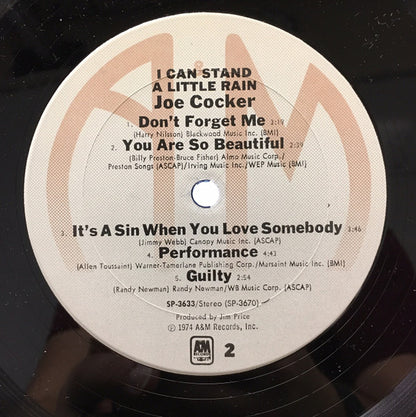 I CAN STAND
A LITTLE RAIN
Joe Cocker
1. Don't Forget Me 3:19
(Harry Nilsson) Blackwood Music Inc. (BMI)
2. You Are So Beautiful 2:39
(Billy Preston-Bruce Fisher) Almo Music Corp./
Preston Songs (ASCAP)/Irving Music Inc./WEP Music (BMI)
3. It's A Sin When You Love Somebody 3:46
(Jimmy Webb) Canopy Music Inc. (ASCAP)
4. Performance 4:43
(Allen Toussaint) Warner-Tamerlane Publishing Corp./Marsaint Music Inc. (BMI)
5. Guilty 2:54
(Randy Newman) Randy Newman/WB Music Corp. (ASCAP)
SP-3633/Stereo (SP-3670)
Produced by Jim Price
℗ 1974 A&M Records, Inc.
A&M
RECORDS
2